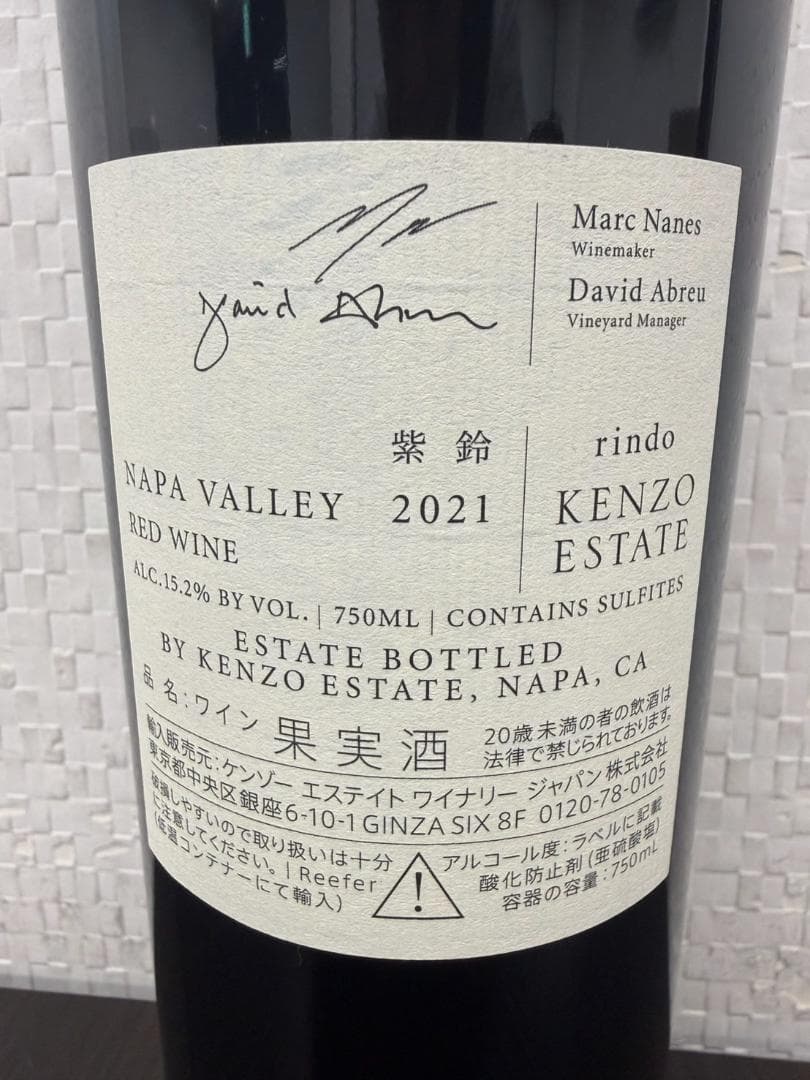 Marc Nanes
Winemaker
David Abreu
David Abreu
Vineyard Manager
紫鈴
rindo
NAPA VALLEY 2021
KENZO
RED WINE
ESTATE
ALC.15.2% BY VOL. | 750ML | CONTAINS SULFITES
ESTATE BOTTLED
BY KENZO ESTATE, NAPA, CA
品名:ワイン 果実酒
20歳未満の者の飲酒は
法律で禁じられております。
輸入販売元:ケンゾー エステイト ワイナリー ジャパン 株式会社
東京都中央区銀座6-10-1 GINZA SIX 8F 0120-78-0105
破損しやすいので取り扱いは十分
に注意してください。| Reefer
(低温コンテナーにて輸入)
!
アルコール度:ラベルに記載
酸化防止剤(亜硫酸塩)
容器の容量:750mL